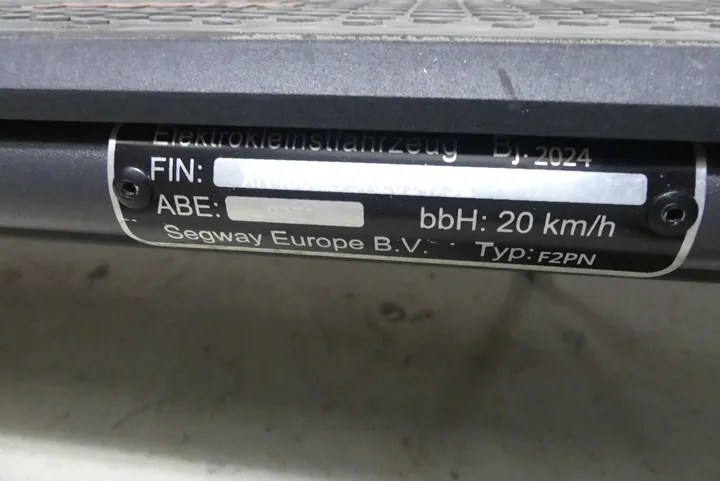 Elektrokleinstfahrzeug Bj. 2024
FIN:
ABE: bbH: 20 km/h
Segway Europe B.V. Typ: F2PN